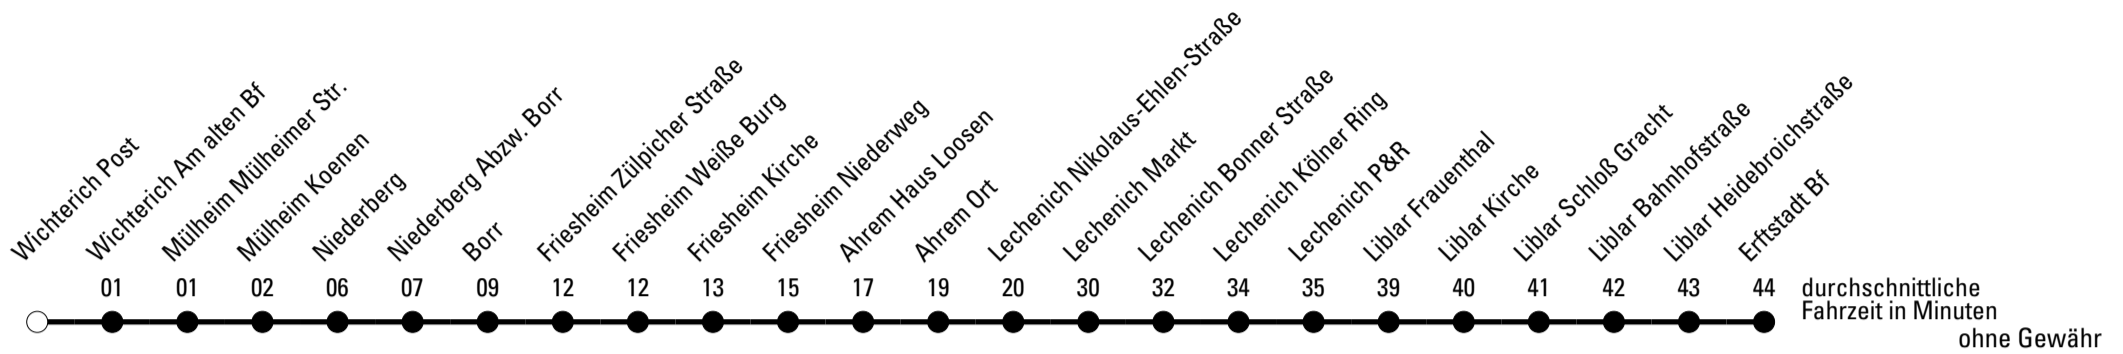 Wichterich Post
Wichterich Am alten Bf
Mülheim Mülheimer Str.
Mülheim Koenen
Niederberg
Niederberg Abzw. Borr
Borr
Friesheim Zülpicher Straße
Friesheim Weiße Burg
Friesheim Kirche
Friesheim Niederweg
Ahrem Haus Loosen
Ahrem Ort
Lechenich Nikolaus-Ehlen-Straße
Lechenich Markt
Lechenich Bonner Straße
Lechenich Kölner Ring
Lechenich P&R
Liblar Frauenthal
Liblar Kirche
Liblar Schloß Gracht
Liblar Bahnhofstraße
Liblar Heidebroichstraße
Erftstadt Bf
01 01 02 06 07 09 12 12 13 15 17 19 20 30 32 34 35 39 40 41 42 43 44 durchschnittliche
Fahrzeit in Minuten
ohne Gewähr